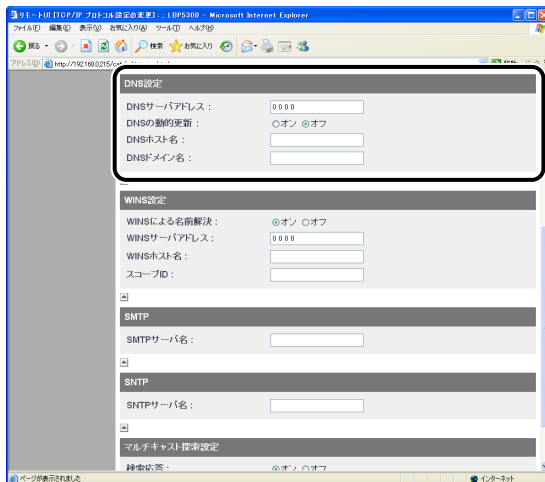 リモートUI [TCP/IP プロトコル設定の変更] : ; LBP5300 - Microsoft Internet Explorer
ファイル(F) 編集(E) 表示(V) お気に入り(A) ツール(T) ヘルプ(H)
戻る 検索 お気に入り
アドレス(D) http://192.168.0.215/
DNS設定
DNSサーバアドレス :
0.0.0.0
DNSの動的更新 :
オン オフ
DNSホスト名 :
DNSドメイン名 :
WINS設定
WINSによる名前解決 :
オン オフ
WINSサーバアドレス :
0.0.0.0
WINSホスト名 :
スコープID :
SMTP
SMTPサーバ名 :
SNTP
SNTPサーバ名 :
マルチキャスト探索設定
検索応答 :
オン オフ
ページが表示されました
インターネット